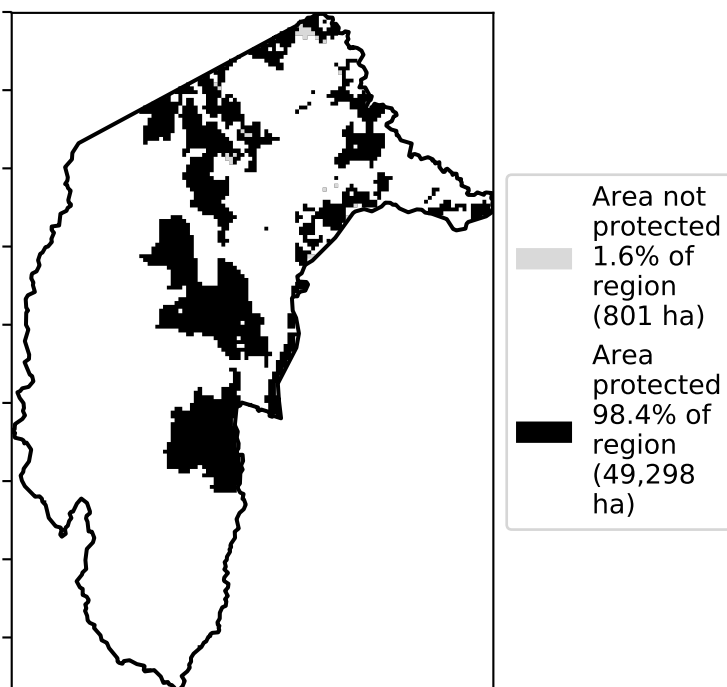 Area not
protected
1.6% of
region
(801 ha)
Area
protected
98.4% of
region
(49,298
ha)